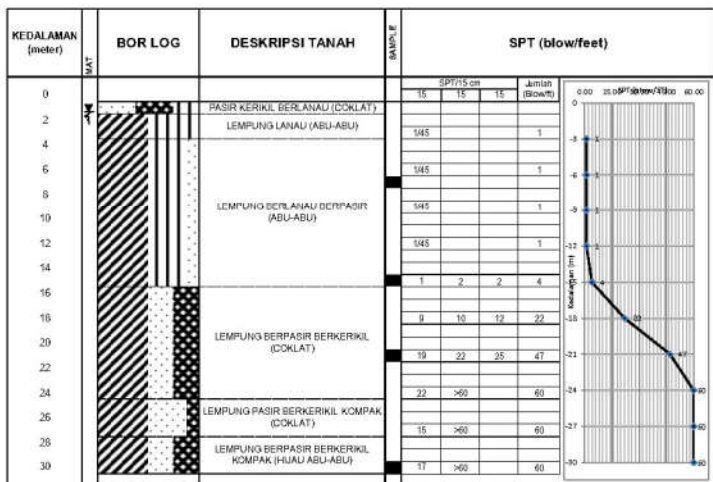 KEDALAMAN (meter)
MAT
BOR LOG
DESKRIPSI TANAH
SAMPLE
SPT (blow/feet)
SPT/15 cm
Jumlah (Blow/ft)
15 15 15
0
2
4
6
8
10
12
14
16
18
20
22
24
26
28
30
PASIR KERIKIL BERLANAU (COKLAT)
LEMPUNG LANAU (ABU-ABU)
LEMPUNG BERLANAU BERPASIR (ABU-ABU)
LEMPUNG BERPASIR BERKERIKIL (COKLAT)
LEMPUNG PASIR BERKERIKIL KOMPAK (COKLAT)
LEMPUNG BERPASIR BERKERIKIL KOMPAK (HIJAU ABU-ABU)
1/45 1
1/45 1
1/45 1
1/45 1
1 2 2 4
9 10 12 22
19 22 25 47
22 >60 60
15 >60 60
17 >60 60
0.00 60.00
Kedalaman (m)
0
-3 1
-6 1
-9 1
-12 1
4
-18 22
-21 47
-24 60
-27 60
-30 60